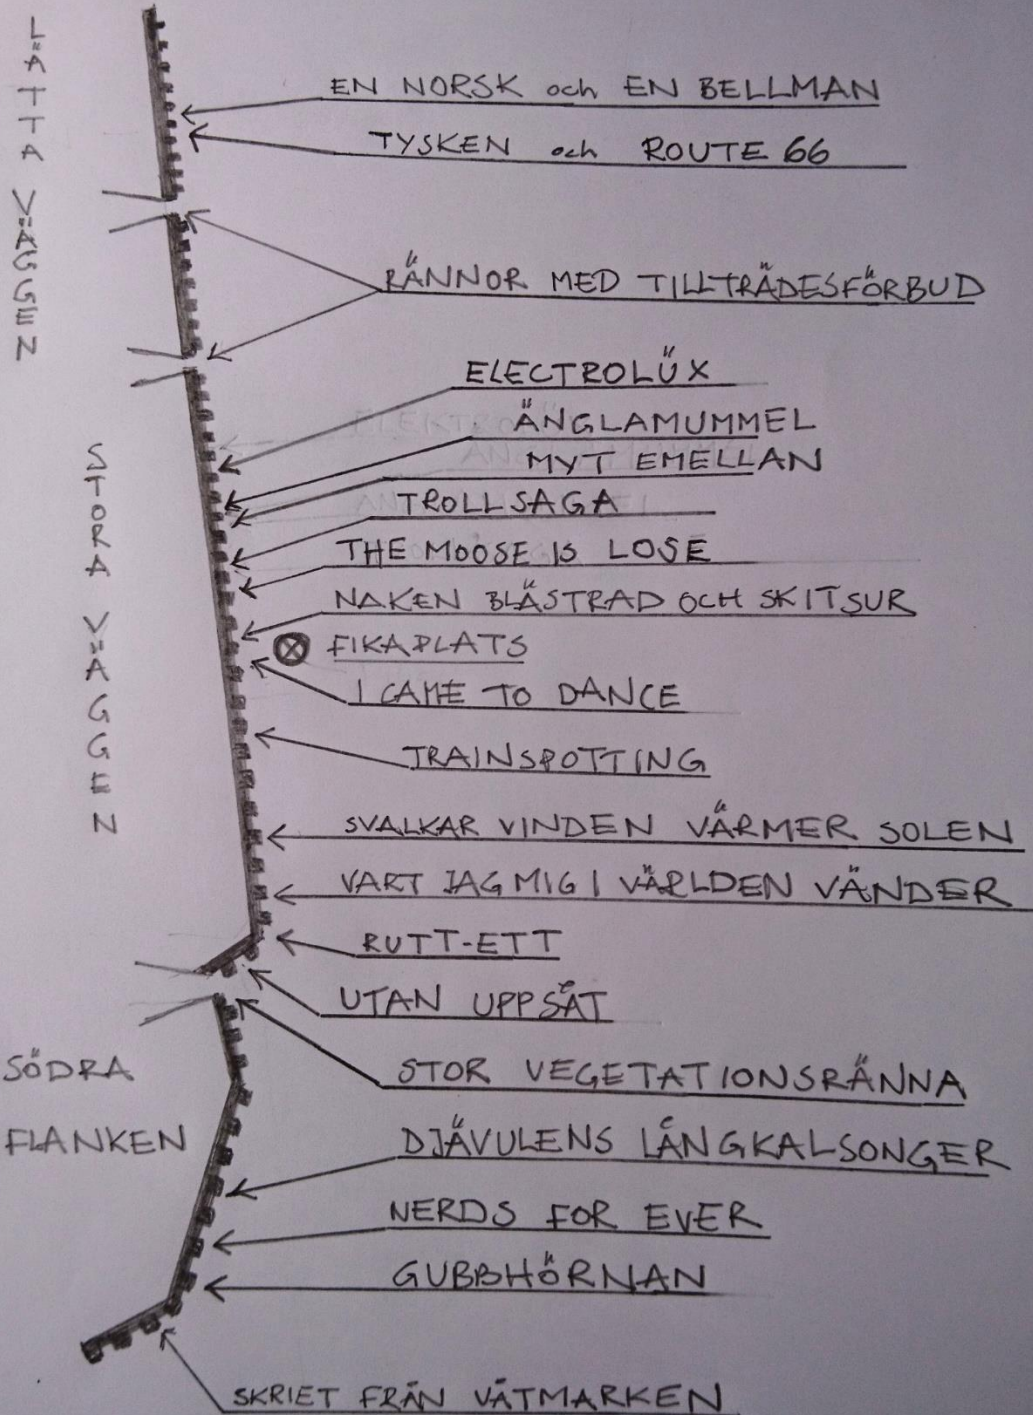 LÄTTA VÄGGEN
EN NORSK och EN BELLMAN
TYSKEN och ROUTE 66
RÄNNOR MED TILLTRÄDESFÖRBUD
STORA VÄGGEN
ELECTROLÜX
ÄNGLAMUMMEL
MYT EMELLAN
TROLLSAGA
THE MOOSE IS LOSE
NAKEN BLÄSTRAD OCH SKITSUR
FIKAPLATS
I CAME TO DANCE
TRAINSPOTTING
SVALKAR VINDEN VÄRMER SOLEN
VART JAG MIG I VÄRLDEN VÄNDER
RUTT-ETT
UTAN UPPSÅT
SÖDRA
FLANKEN
STOR VEGETATIONSRÄNNA
DJÄVULENS LÅNGKALSONGER
NERDS FOR EVER
GUBBHÖRNAN
SKRIET FRÅN VÅTMARKEN